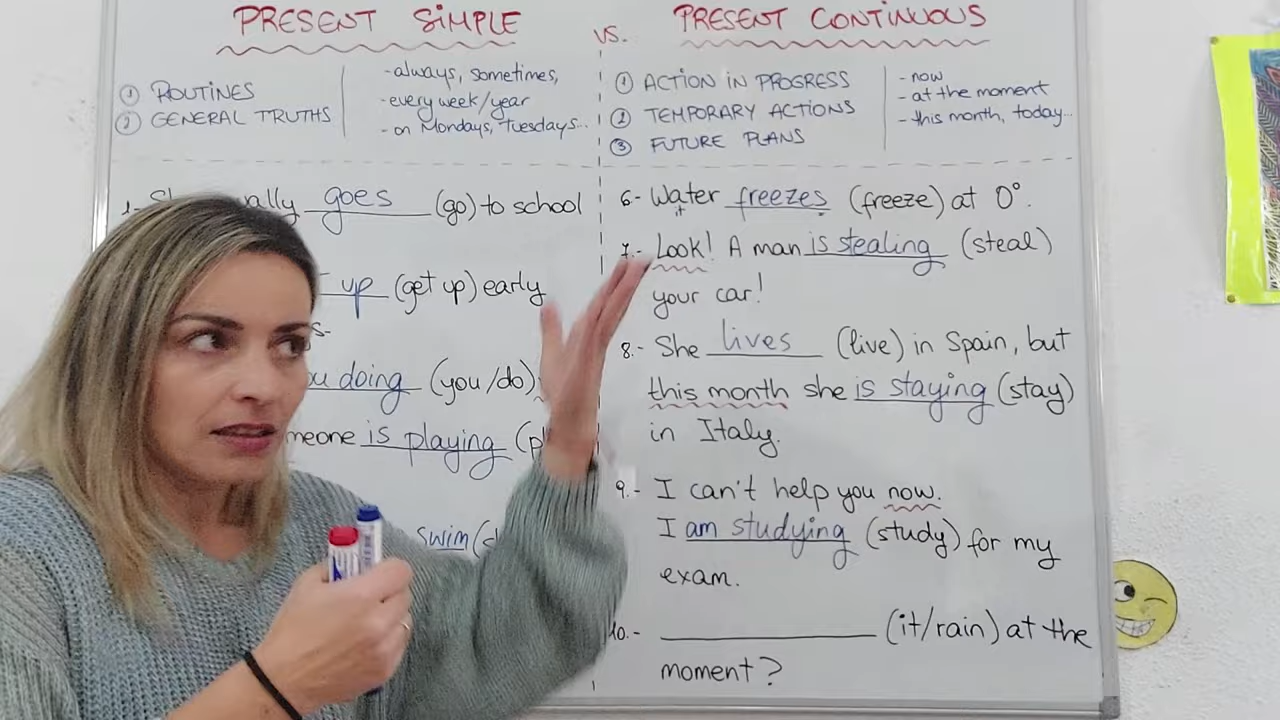 PRESENT SIMPLE
VS.
PRESENT CONTINUOUS
① ROUTINES
② GENERAL TRUTHS
- always, sometimes,
- every week/year
- on Mondays, Tuesdays...
① ACTION IN PROGRESS
② TEMPORARY ACTIONS
③ FUTURE PLANS
- now
- at the moment
- this month, today...
goes (go) to school
up (get up) early
doing (you/do)
is playing
swim
6.- Water freezes (freeze) at 0°.
it
7.- Look! A man is stealing (steal)
your car!
8.- She lives (live) in Spain, but
this month she is staying (stay)
in Italy.
9.- I can't help you now.
I am studying (study) for my
exam.
10.- ____________ (it/rain) at the
moment?